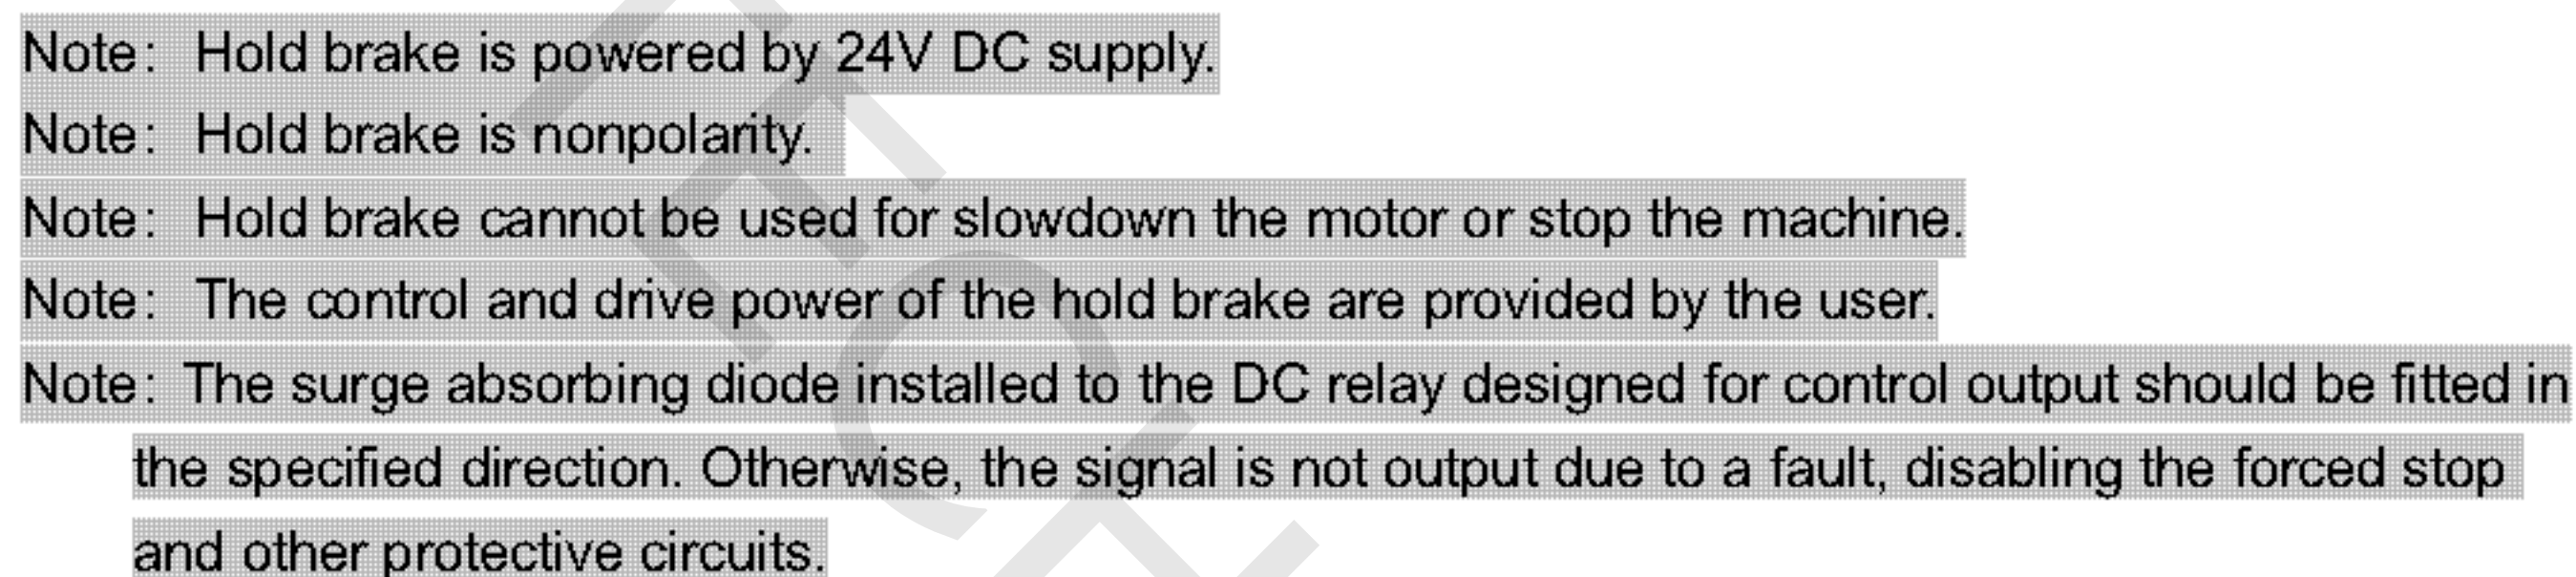 Note: Hold brake is powered by 24V DC supply.
Note: Hold brake is nonpolarity.
Note: Hold brake cannot be used for slowdown the motor or stop the machine.
Note: The control and drive power of the hold brake are provided by the user.
Note: The surge absorbing diode installed to the DC relay designed for control output should be fitted in
the specified direction. Otherwise, the signal is not output due to a fault, disabling the forced stop
and other protective circuits.